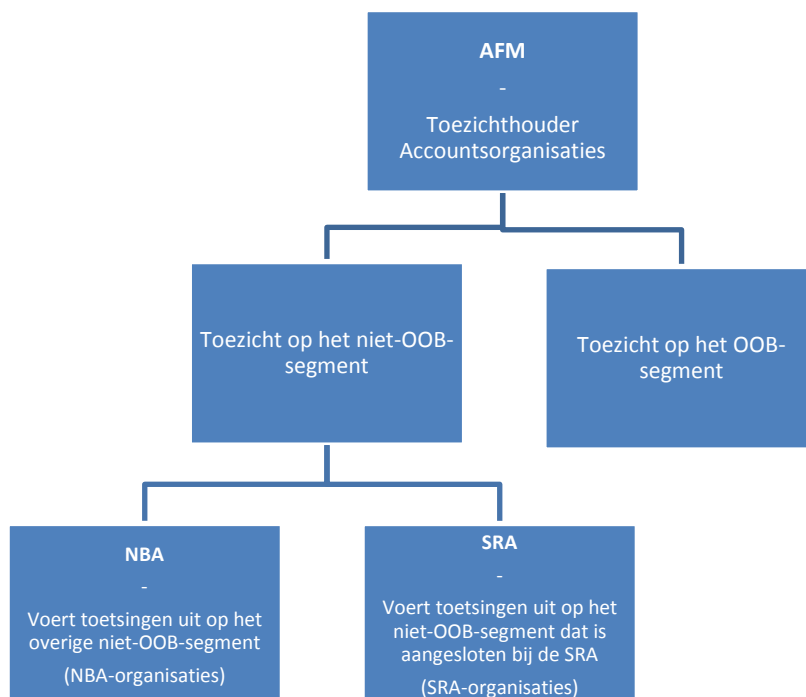 AFM
-
Toezichthouder
Accountsorganisaties
Toezicht op het niet-OOB-
segment
Toezicht op het OOB-
segment
NBA
-
Voert toetsingen uit op het
overige niet-OOB-segment
(NBA-organisaties)
SRA
-
Voert toetsingen uit op het
niet-OOB-segment dat is
aangesloten bij de SRA
(SRA-organisaties)